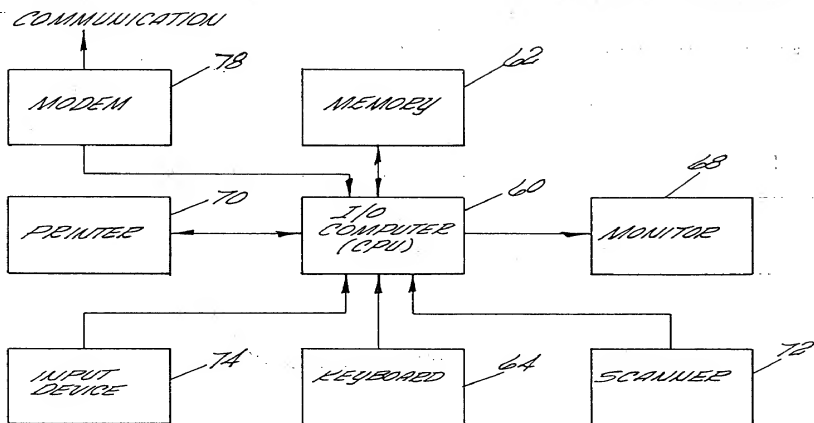 COMMUNICATION
78
62
MODEM
MEMORY
68
70
60
PRINTER
I/O
COMPUTER
(CPU)
MONITOR
74
64
72
INPUT
DEVICE
KEYBOARD
SCANNER